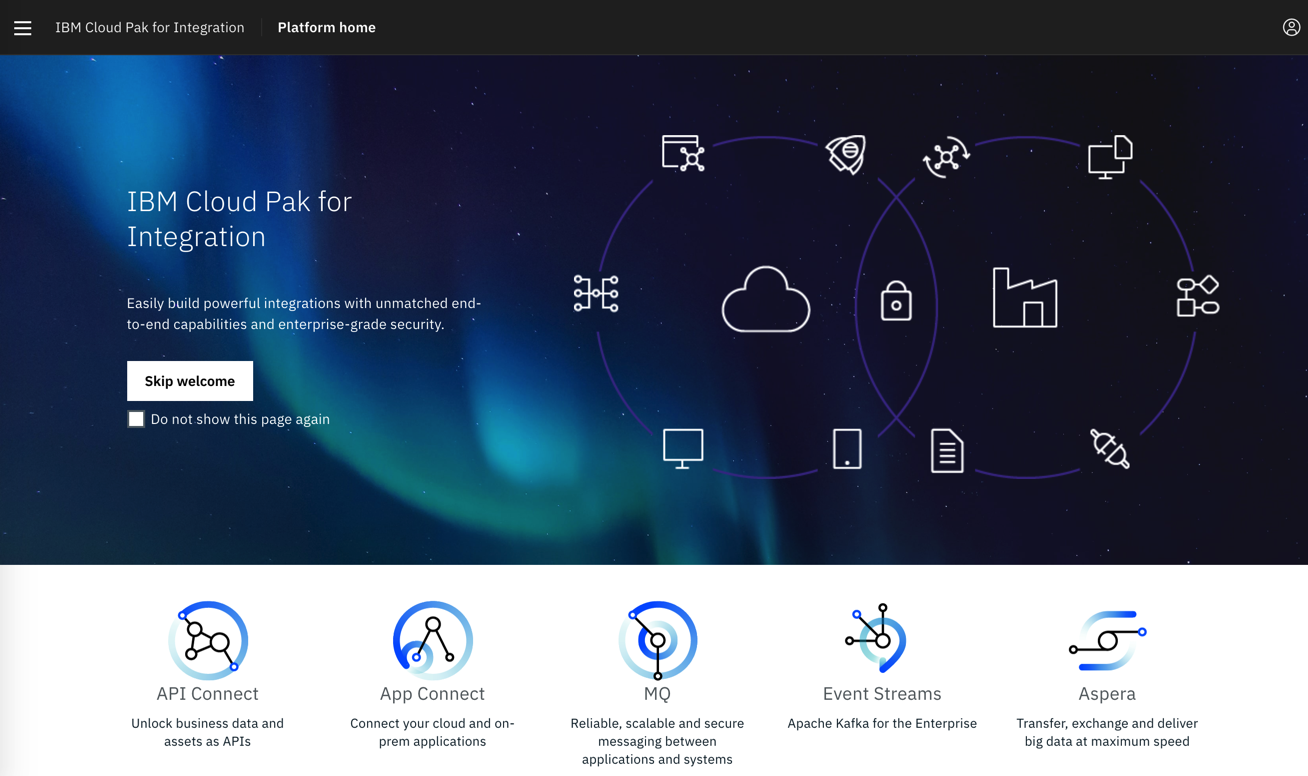 IBM Cloud Pak for Integration
Platform home
IBM Cloud Pak for
Integration
Easily build powerful integrations with unmatched end-
to-end capabilities and enterprise-grade security.
Skip welcome
Do not show this page again
API Connect
Unlock business data and
assets as APIs
App Connect
Connect your cloud and on-
prem applications
MQ
Reliable, scalable and secure
messaging between
applications and systems
Event Streams
Apache Kafka for the Enterprise
Aspera
Transfer, exchange and deliver
big data at maximum speed